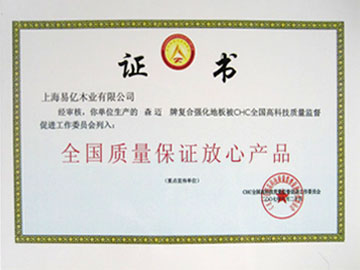 证书
上海易亿木业有限公司
经审核，你单位生产的 森迈 牌复合强化地板被CHC全国高科技质量监督
促进工作委员会列入：
全国质量保证放心产品
（重点宣传单位）
CHC全国高科技质量监督促进工作委员会